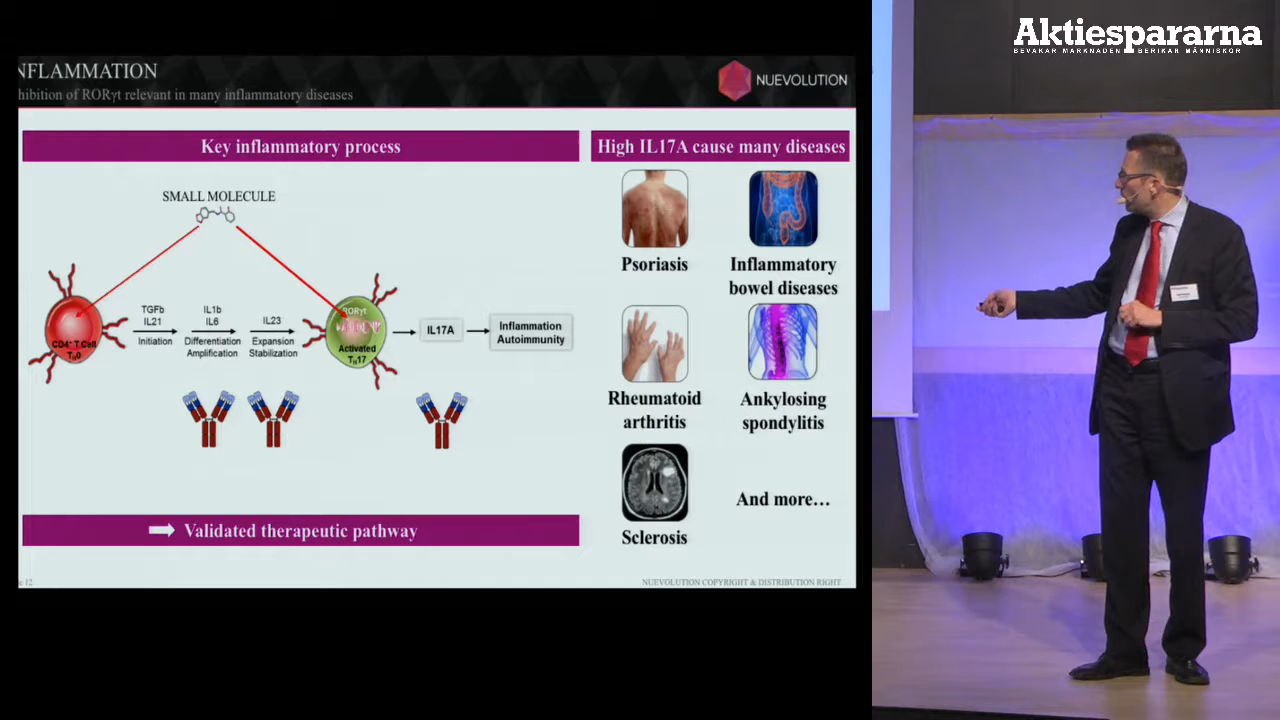 NFLAMMATION
hibition of RORγt relevant in many inflammatory diseases
NUEVOLUTION
Key inflammatory process
High IL17A cause many diseases
SMALL MOLECULE
CD4⁺ T Cell
TH0
TGFb
IL21
Initiation
IL1b
IL6
Differentiation
Amplification
IL23
Expansion
Stabilization
RORγt
Activated
TH17
IL17A
Inflammation
Autoimmunity
Psoriasis
Inflammatory
bowel diseases
Rheumatoid
arthritis
Ankylosing
spondylitis
Sclerosis
And more…
Validated therapeutic pathway
12
NUEVOLUTION COPYRIGHT & DISTRIBUTION RIGHT
Aktiespararna
BEVAKAR MARKNADEN BERIKAR MÄNNISKOR